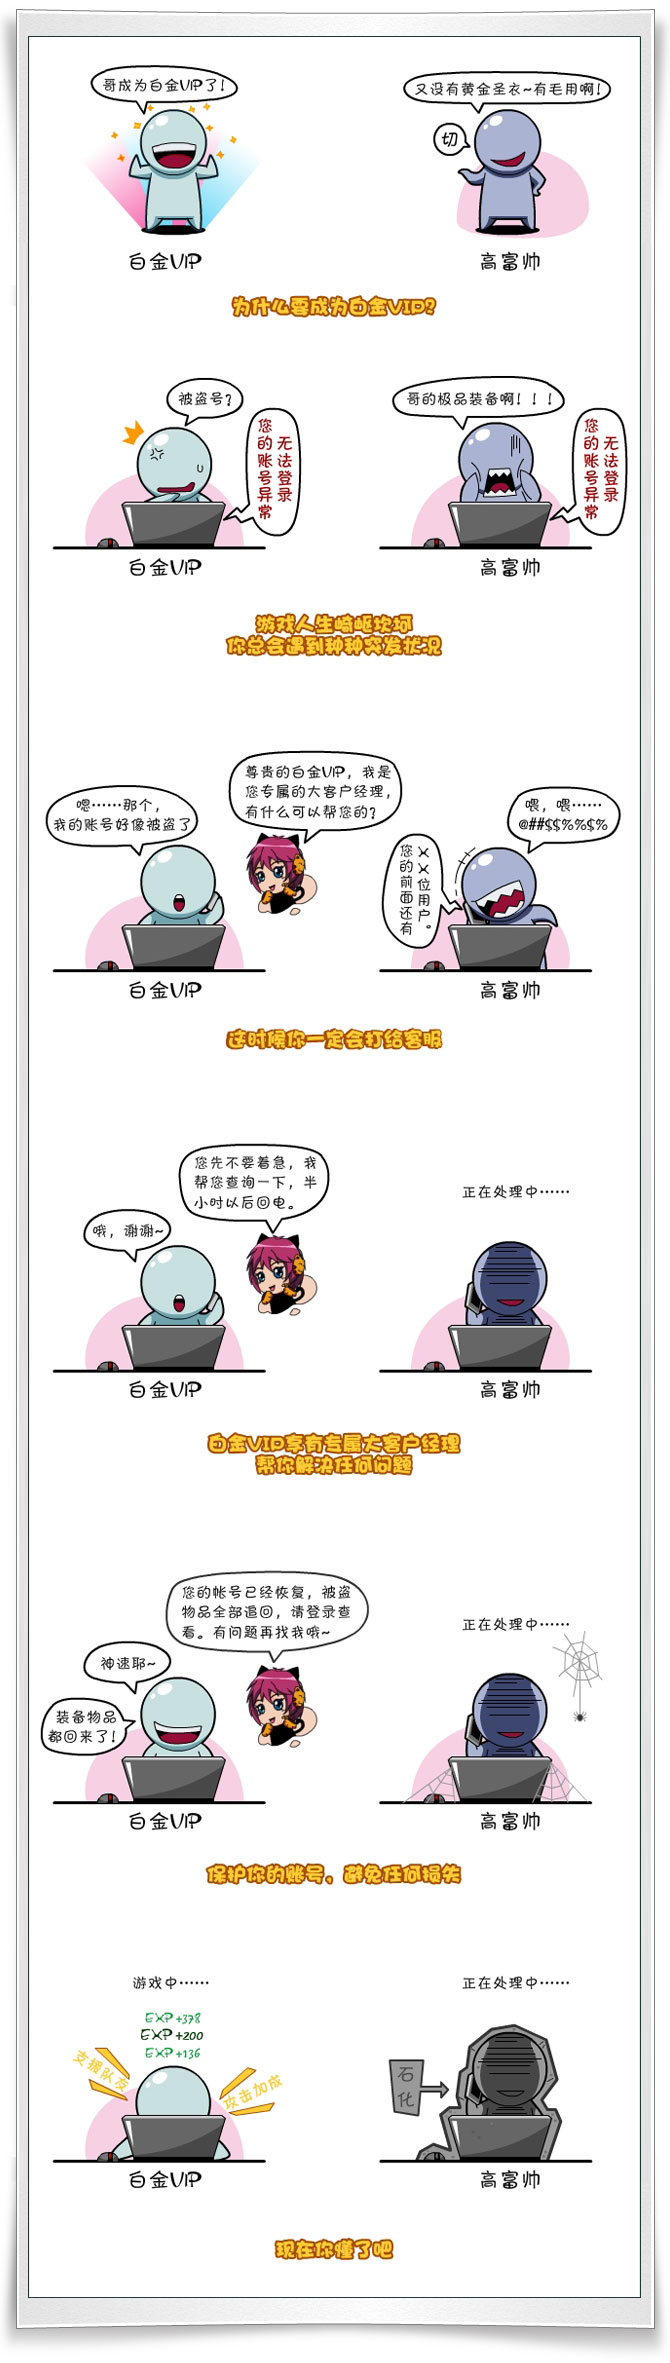 哥成为白金VIP了！
又没有黄金圣衣~有毛用啊！
切
白金VIP
高富帅
为什么要成为白金VIP？
被盗号？
您的账号异常
无法登录
哥的极品装备啊！！！
您的账号异常
无法登录
白金VIP
高富帅
游戏人生崎岖坎坷
你总会遇到种种突发状况
嗯……那个，
我的账号好像被盗了
尊贵的白金VIP，我是
您专属的大客户经理，
有什么可以帮您的？
喂，喂……
@##$$%%$%
您的前面还有
××位用户。
白金VIP
高富帅
这时候你一定会打给客服
哦，谢谢~
您先不要着急，我
帮您查询一下，半
小时以后回电。
正在处理中……
白金VIP
高富帅
白金VIP享有专属大客户经理
帮你解决任何问题
您的帐号已经恢复，被盗
物品全部追回，请登录查
看。有问题再找我哦~
神速耶~
装备物品
都回来了！
正在处理中……
白金VIP
高富帅
保护你的账号，避免任何损失
游戏中……
EXP +378
EXP +200
EXP +136
支援队友
攻击加成
正在处理中……
石化
白金VIP
高富帅
现在你懂了吧